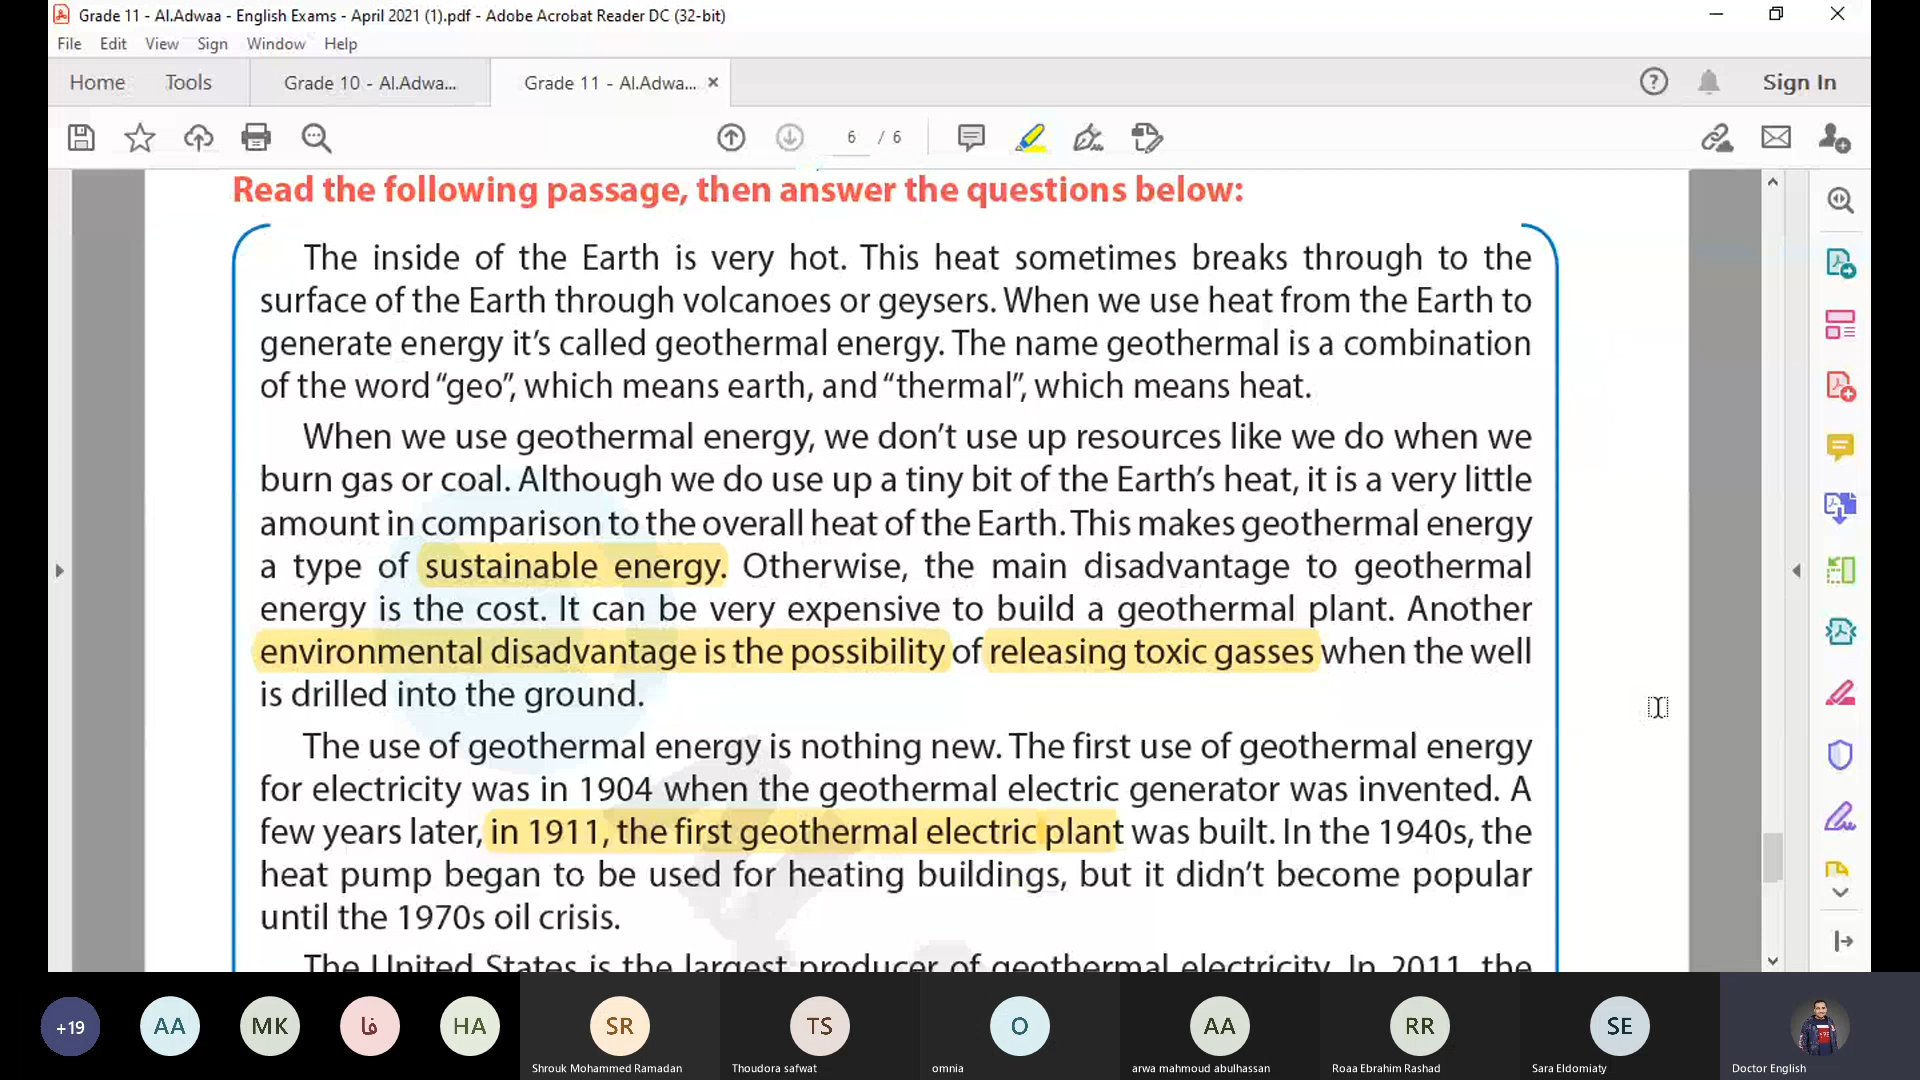 Grade 11 - Al.Adwaa - English Exams - April 2021 (1).pdf - Adobe Acrobat Reader DC (32-bit)
File Edit View Sign Window Help
Home Tools Grade 10 - Al.Adwa... Grade 11 - Al.Adwa... × Sign In
6 / 6
Read the following passage, then answer the questions below:
The inside of the Earth is very hot. This heat sometimes breaks through to the
surface of the Earth through volcanoes or geysers. When we use heat from the Earth to
generate energy it's called geothermal energy. The name geothermal is a combination
of the word "geo", which means earth, and "thermal", which means heat.
When we use geothermal energy, we don't use up resources like we do when we
burn gas or coal. Although we do use up a tiny bit of the Earth's heat, it is a very little
amount in comparison to the overall heat of the Earth. This makes geothermal energy
a type of sustainable energy. Otherwise, the main disadvantage to geothermal
energy is the cost. It can be very expensive to build a geothermal plant. Another
environmental disadvantage is the possibility of releasing toxic gasses when the well
is drilled into the ground.
The use of geothermal energy is nothing new. The first use of geothermal energy
for electricity was in 1904 when the geothermal electric generator was invented. A
few years later, in 1911, the first geothermal electric plant was built. In the 1940s, the
heat pump began to be used for heating buildings, but it didn't become popular
until the 1970s oil crisis.
The United States is the largest producer of geothermal electricity. In 2011, the
+19 AA MK فا HA SR TS O AA RR SE
Shrouk Mohammed Ramadan Thoudora safwat omnia arwa mahmoud abulhassan Roaa Ebrahim Rashad Sara Eldomiaty Doctor English